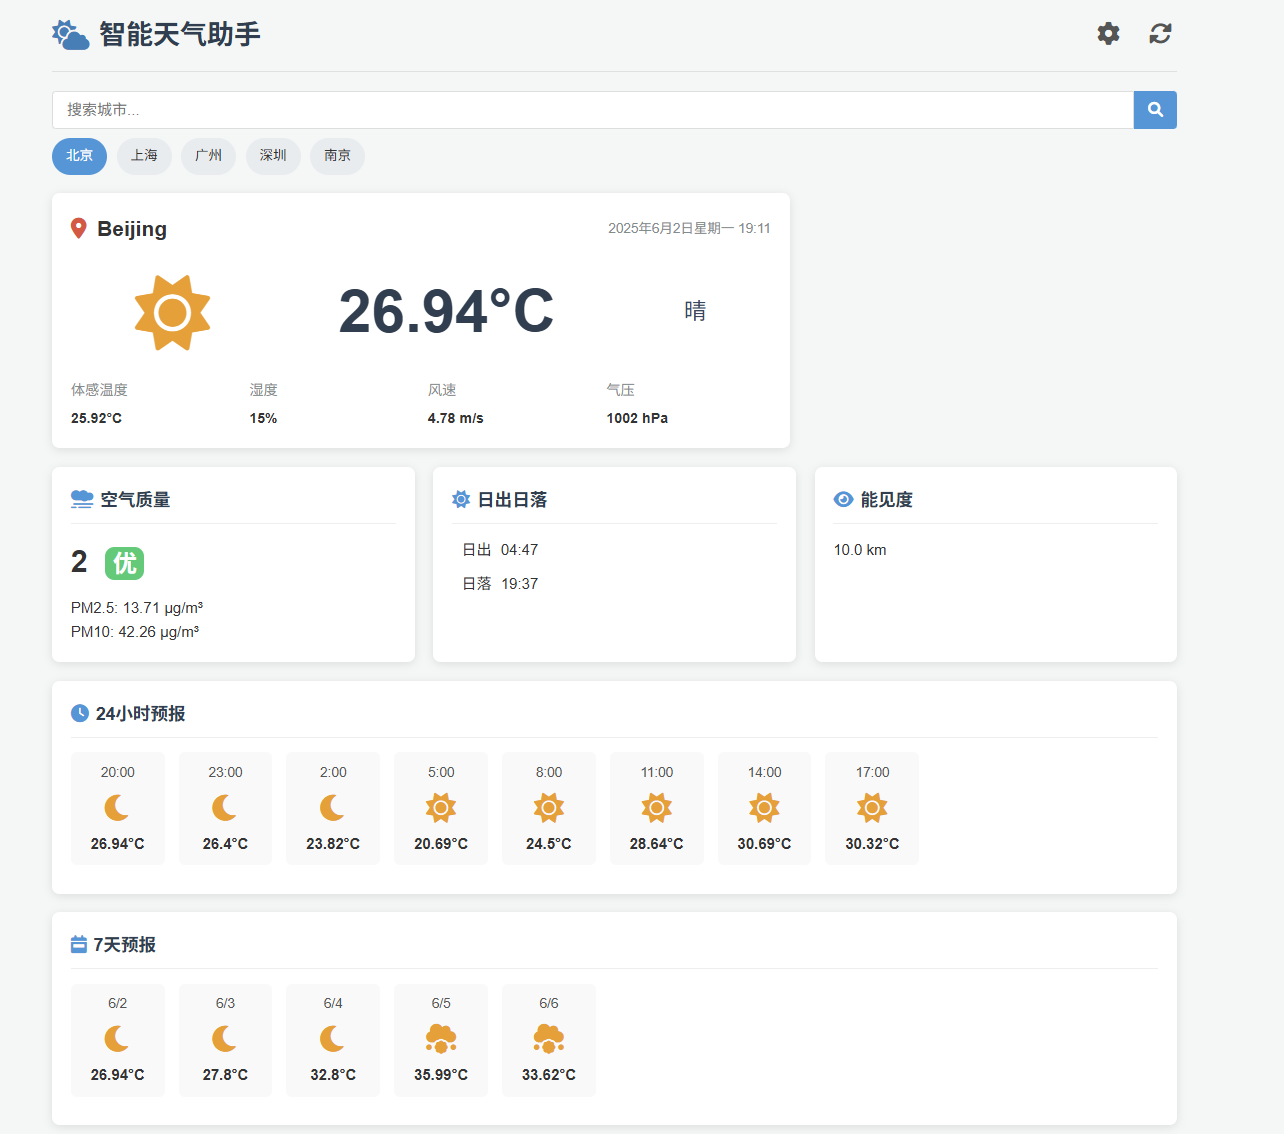 智能天气助手
搜索城市...
北京 上海 广州 深圳 南京
Beijing 2025年6月2日星期一 19:11
26.94°C 晴
体感温度 湿度 风速 气压
25.92°C 15% 4.78 m/s 1002 hPa
空气质量
2 优
PM2.5: 13.71 μg/m³
PM10: 42.26 μg/m³
日出日落
日出 04:47
日落 19:37
能见度
10.0 km
24小时预报
20:00 23:00 2:00 5:00 8:00 11:00 14:00 17:00
26.94°C 26.4°C 23.82°C 20.69°C 24.5°C 28.64°C 30.69°C 30.32°C
7天预报
6/2 6/3 6/4 6/5 6/6
26.94°C 27.8°C 32.8°C 35.99°C 33.62°C